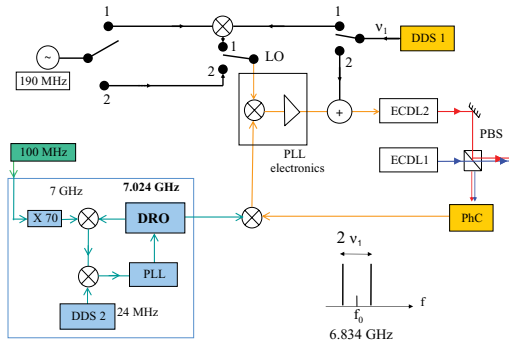 1
1
ν1
DDS 1
~
1
LO
2
2
190 MHz
2
+
ECDL2
PBS
ECDL1
PLL
electronics
100 MHz
7 GHz
7.024 GHz
X 70
DRO
PhC
PLL
2 ν1
DDS 2
24 MHz
f
f0
6.834 GHz